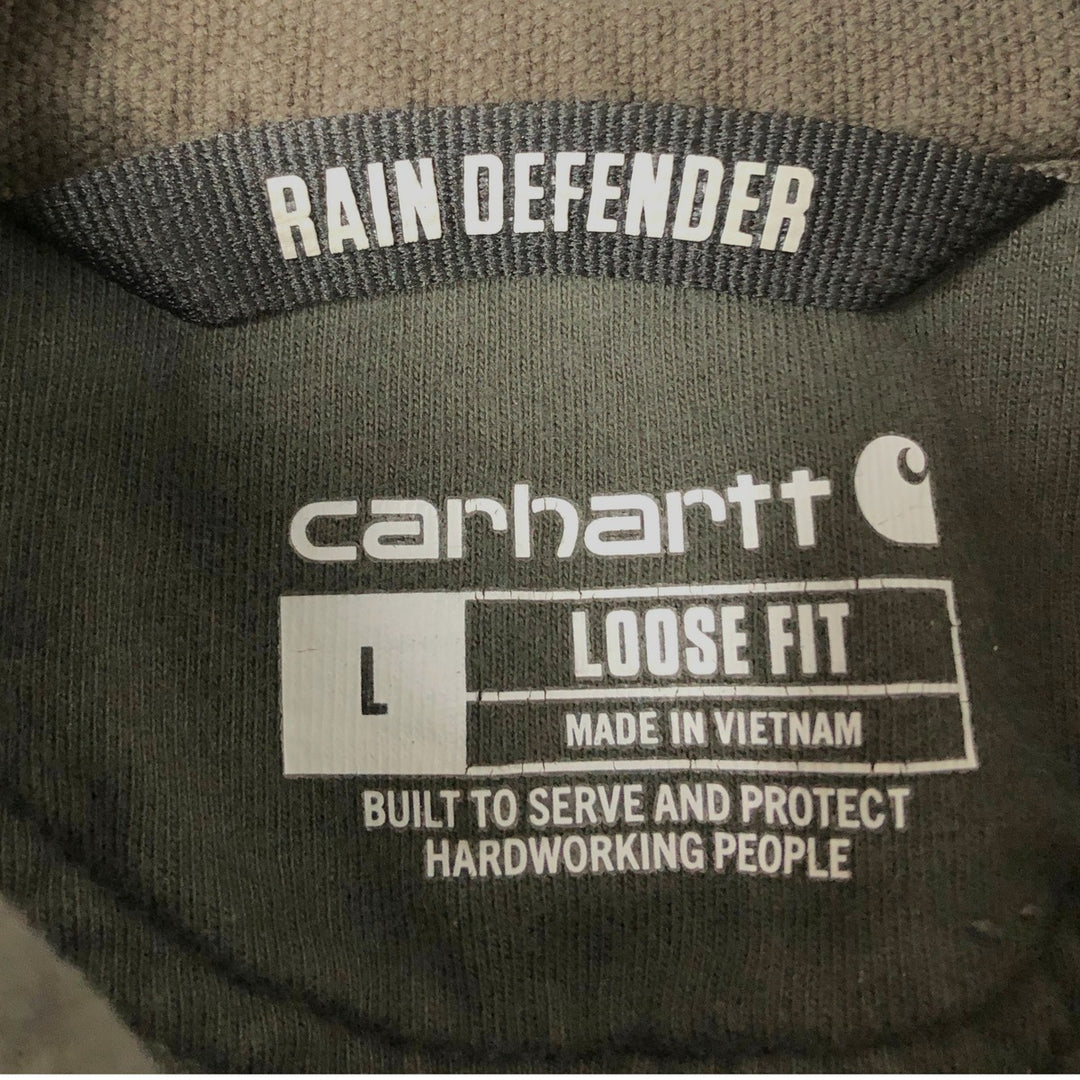 RAIN DEFENDER
carhartt
L
LOOSE FIT
MADE IN VIETNAM
BUILT TO SERVE AND PROTECT
HARDWORKING PEOPLE